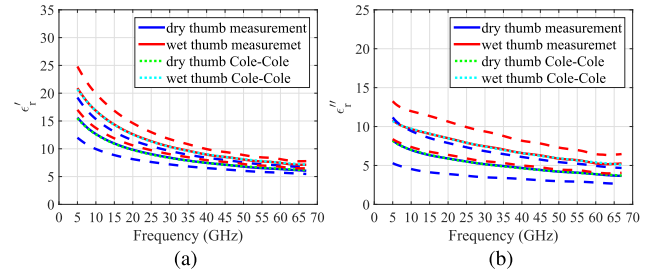 35
30
25
20
15
10
5
0
ϵ′r
dry thumb measurement
wet thumb measuremet
dry thumb Cole-Cole
wet thumb Cole-Cole
0 5 10 15 20 25 30 35 40 45 50 55 60 65 70
Frequency (GHz)
(a)
25
20
15
10
5
0
ϵ″r
dry thumb measurement
wet thumb measuremet
dry thumb Cole-Cole
wet thumb Cole-Cole
0 5 10 15 20 25 30 35 40 45 50 55 60 65 70
Frequency (GHz)
(b)